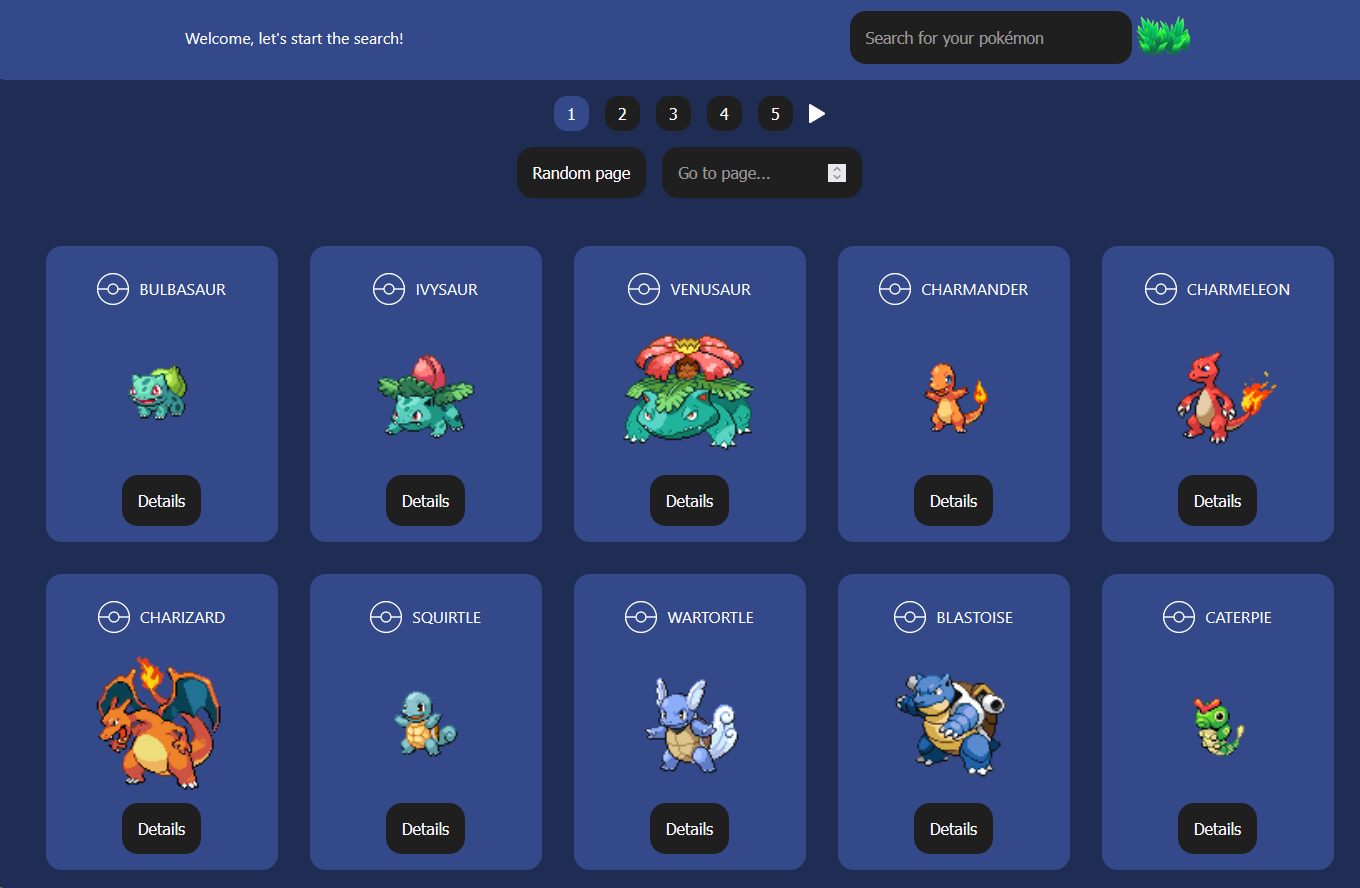 Welcome, let's start the search!
Search for your pokémon
1 2 3 4 5
Random page
Go to page...
BULBASAUR
IVYSAUR
VENUSAUR
CHARMANDER
CHARMELEON
Details
Details
Details
Details
Details
CHARIZARD
SQUIRTLE
WARTORTLE
BLASTOISE
CATERPIE
Details
Details
Details
Details
Details